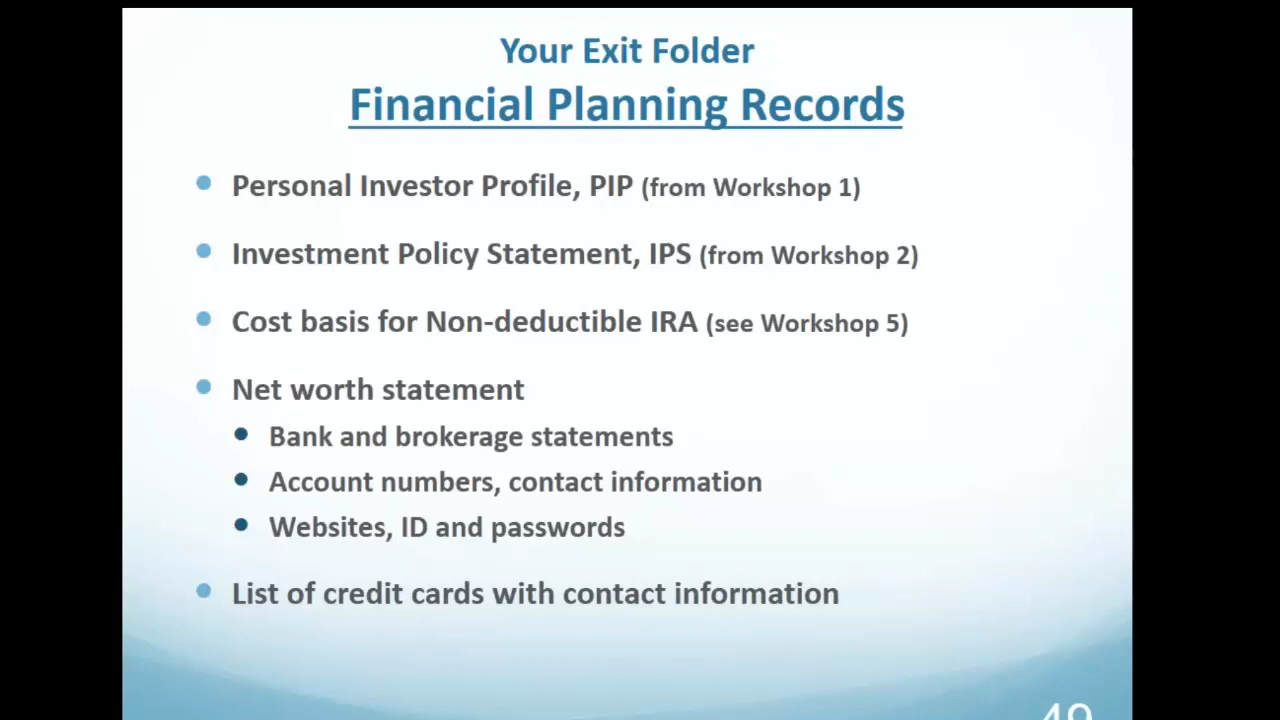 Your Exit Folder
Financial Planning Records
Personal Investor Profile, PIP (from Workshop 1)
Investment Policy Statement, IPS (from Workshop 2)
Cost basis for Non-deductible IRA (see Workshop 5)
Net worth statement
Bank and brokerage statements
Account numbers, contact information
Websites, ID and passwords
List of credit cards with contact information